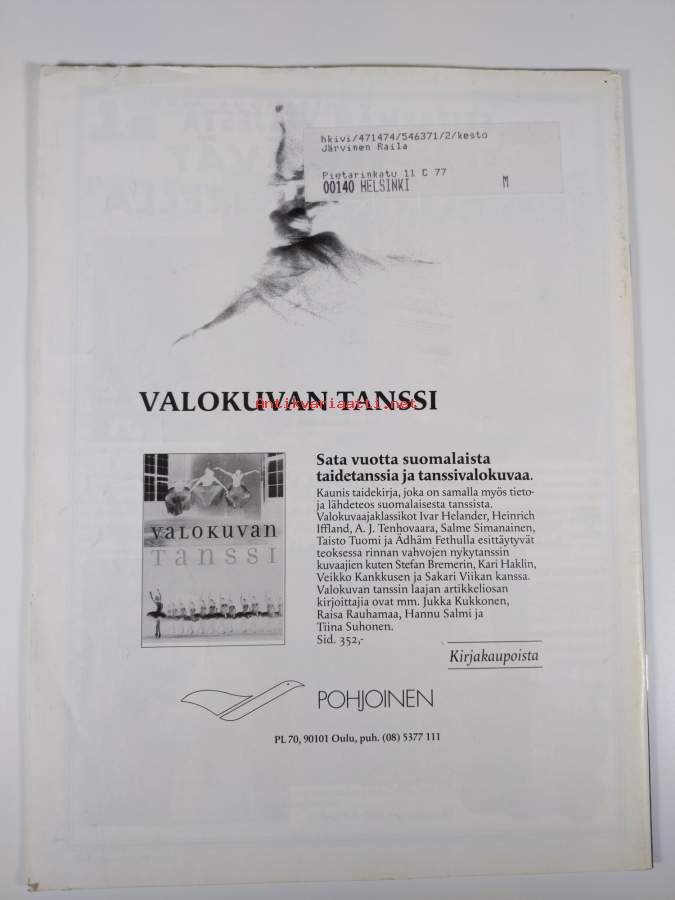 hkivi/471474/546371/2/kesto
Järvinen Raila
Pietarinkatu 11 C 77
00140 HELSINKI M
VALOKUVAN TANSSI
Antikvariaatti.net
Sata vuotta suomalaista
taidetanssia ja tanssivalokuvaa.
Kaunis taidekirja, joka on samalla myös tieto-
ja lähdeteos suomalaisesta tanssista.
Valokuvaajaklassikot Ivar Helander, Heinrich
Iffland, A. J. Tenhovaara, Salme Simanainen,
Taisto Tuomi ja Ädhäm Fethulla esittäytyvät
teoksessa rinnan vahvojen nykytanssin
kuvaajien kuten Stefan Bremerin, Kari Haklin,
Veikko Kankkusen ja Sakari Viikan kanssa.
Valokuvan tanssin laajan artikkeliosan
kirjoittajia ovat mm. Jukka Kukkonen,
Raisa Rauhamaa, Hannu Salmi ja
Tiina Suhonen.
Sid. 352,-
valokuvan
tanssi
Kirjakaupoista
POHJOINEN
PL 70, 90101 Oulu, puh. (08) 5377 111